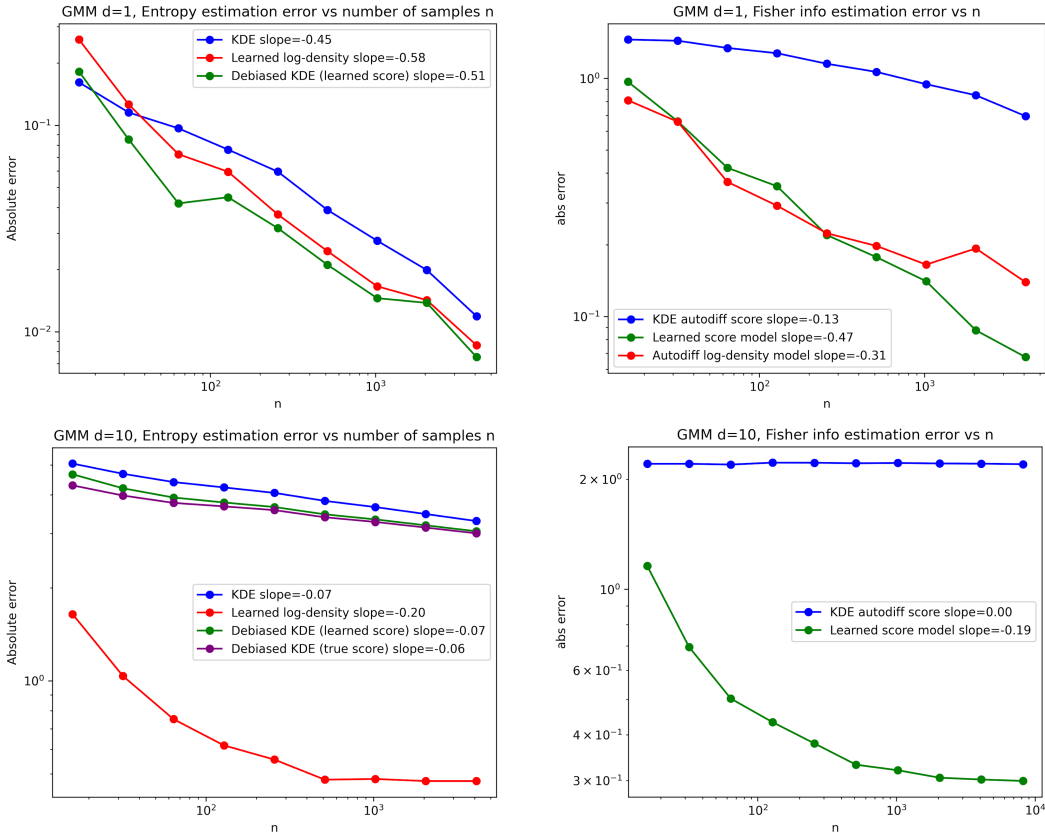 GMM d=1, Entropy estimation error vs number of samples n
KDE slope=-0.45
Learned log-density slope=-0.58
Debiased KDE (learned score) slope=-0.51
Absolute error
10⁻¹
10⁻²
10²
10³
n
GMM d=1, Fisher info estimation error vs n
abs error
10⁰
10⁻¹
KDE autodiff score slope=-0.13
Learned score model slope=-0.47
Autodiff log-density model slope=-0.31
10²
10³
n
GMM d=10, Entropy estimation error vs number of samples n
Absolute error
KDE slope=-0.07
Learned log-density slope=-0.20
Debiased KDE (learned score) slope=-0.07
Debiased KDE (true score) slope=-0.06
10⁰
10²
10³
n
GMM d=10, Fisher info estimation error vs n
abs error
2 × 10⁰
10⁰
6 × 10⁻¹
4 × 10⁻¹
3 × 10⁻¹
KDE autodiff score slope=0.00
Learned score model slope=-0.19
10²
10³
10⁴
n